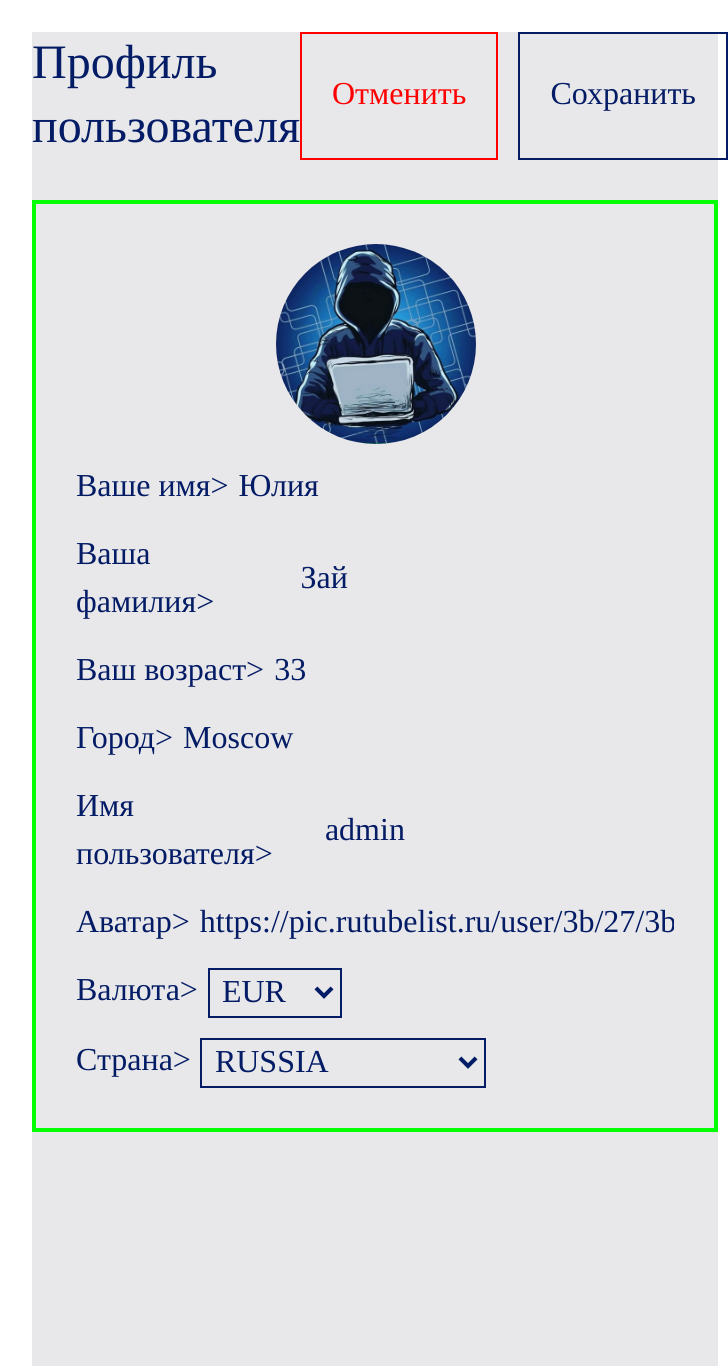 Профиль
пользователя
Отменить
Сохранить
Ваше имя> Юлия
Ваша
фамилия>
Зай
Ваш возраст> 33
Город> Moscow
Имя
пользователя>
admin
Аватар> https://pic.rutubelist.ru/user/3b/27/3b
Валюта> EUR
Страна> RUSSIA